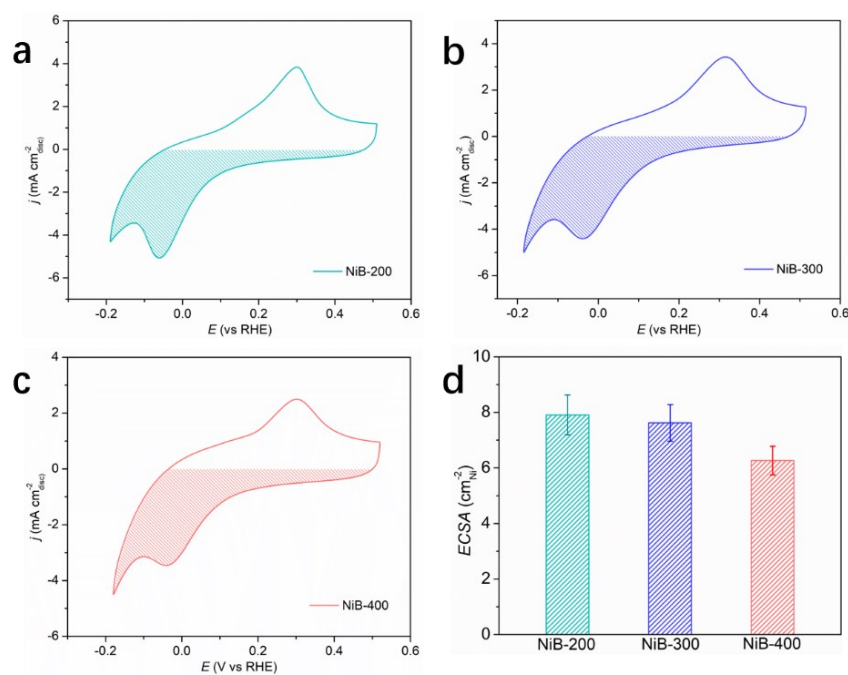 a
6
4
2
0
-2
-4
-6
j (mA cm⁻²disc)
-0.2 0.0 0.2 0.4 0.6
E (vs RHE)
NiB-200
b
4
2
0
-2
-4
-6
j (mA cm⁻²disc)
-0.2 0.0 0.2 0.4 0.6
E (vs RHE)
NiB-300
c
4
2
0
-2
-4
-6
j (mA cm⁻²disc)
-0.2 0.0 0.2 0.4 0.6
E (V vs RHE)
NiB-400
d
10
8
6
4
2
0
ECSA (cm⁻²Ni)
NiB-200 NiB-300 NiB-400